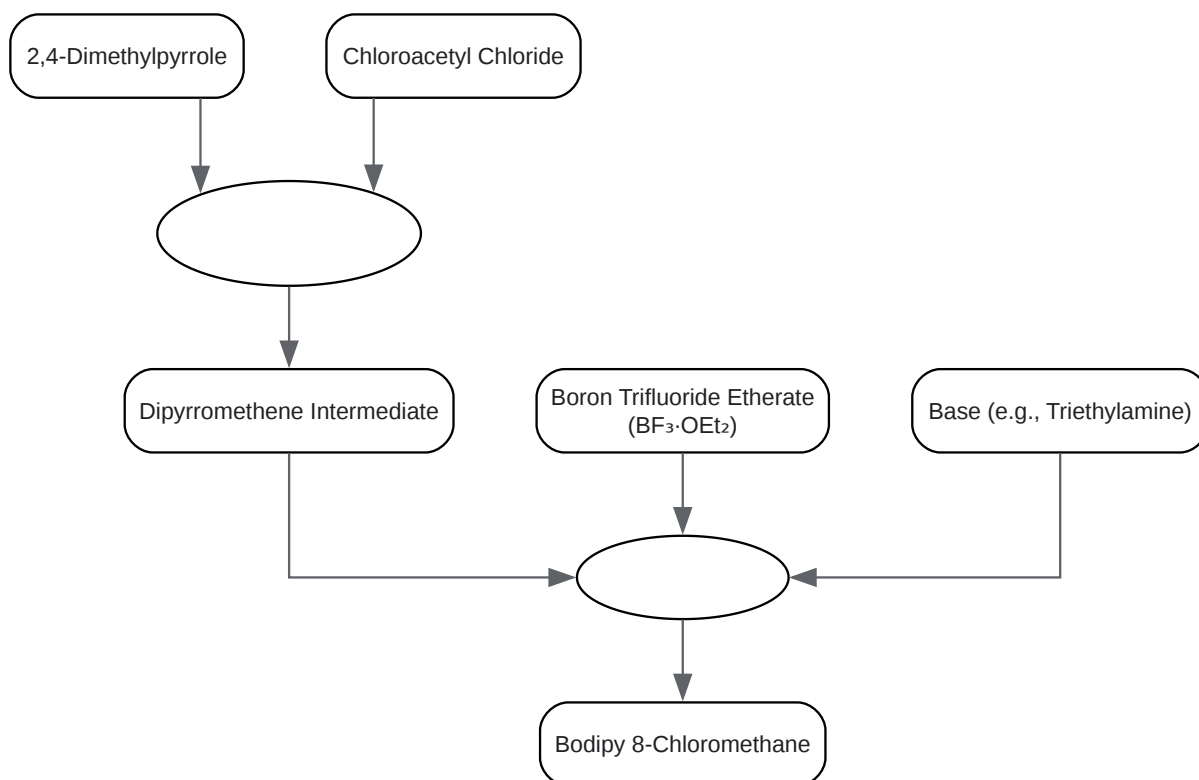 2,4-Dimethylpyrrole
Chloroacetyl Chloride
Dipyrromethene Intermediate
Boron Trifluoride Etherate
(BF₃·OEt₂)
Base (e.g., Triethylamine)
Bodipy 8-Chloromethane